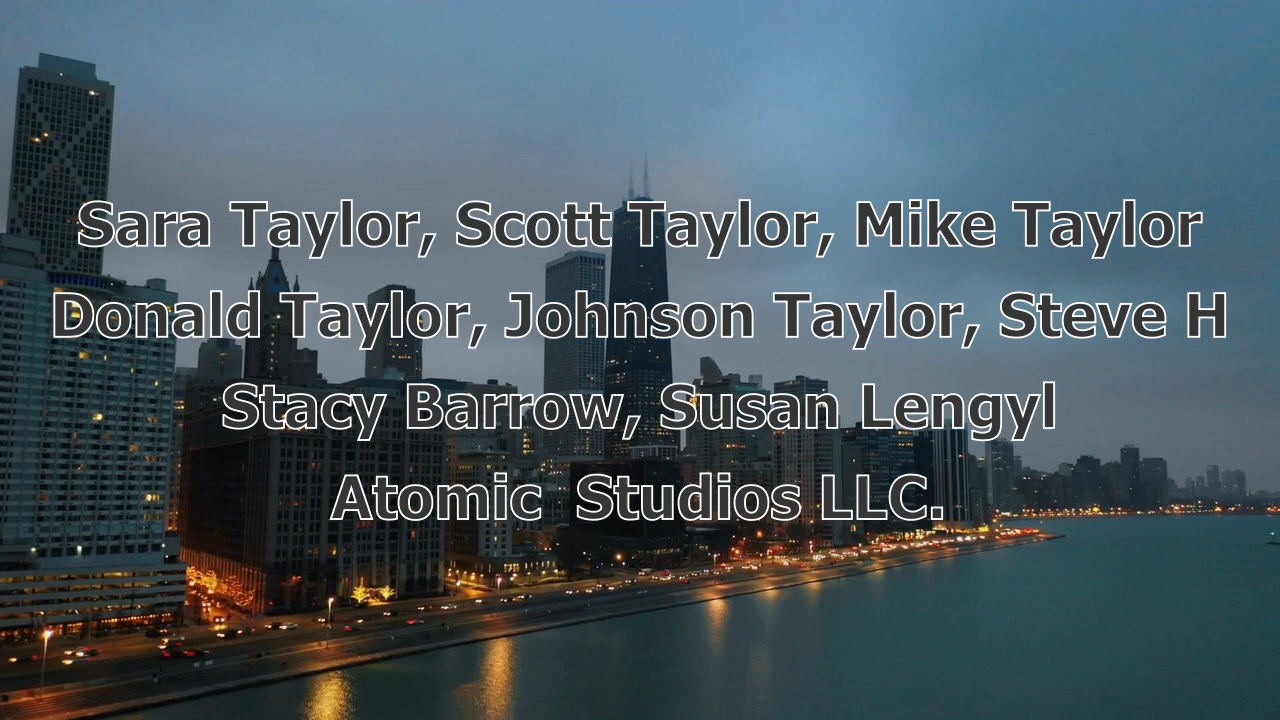 Sara Taylor, Scott Taylor, Mike Taylor
Donald Taylor, Johnson Taylor, Steve H
Stacy Barrow, Susan Lengyl
Atomic  Studios LLC.